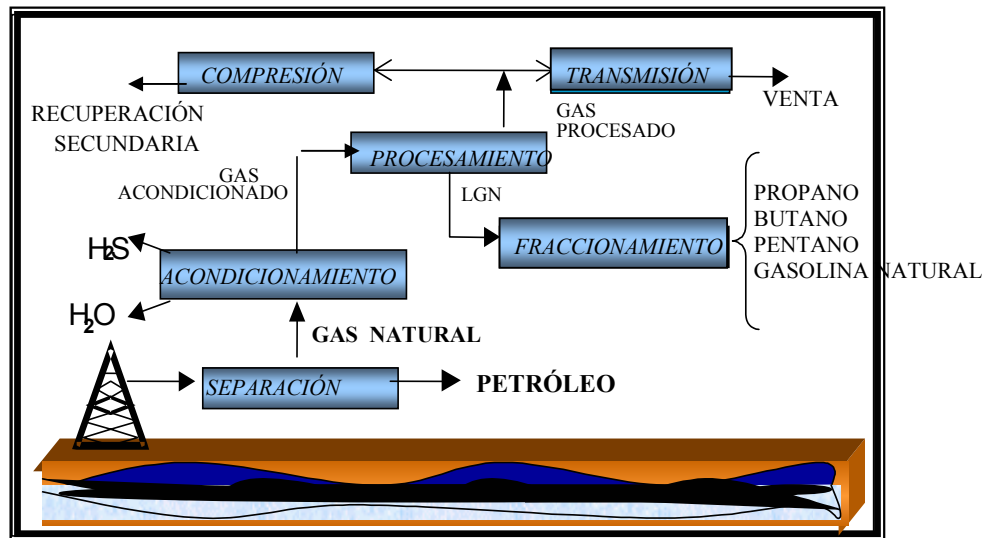 COMPRESIÓN
TRANSMISIÓN
RECUPERACIÓN
SECUNDARIA
GAS
PROCESADO
VENTA
PROCESAMIENTO
GAS
ACONDICIONADO
LGN
PROPANO
BUTANO
PENTANO
GASOLINA NATURAL
FRACCIONAMIENTO
H2S
ACONDICIONAMIENTO
H2O
GAS NATURAL
SEPARACIÓN
PETRÓLEO